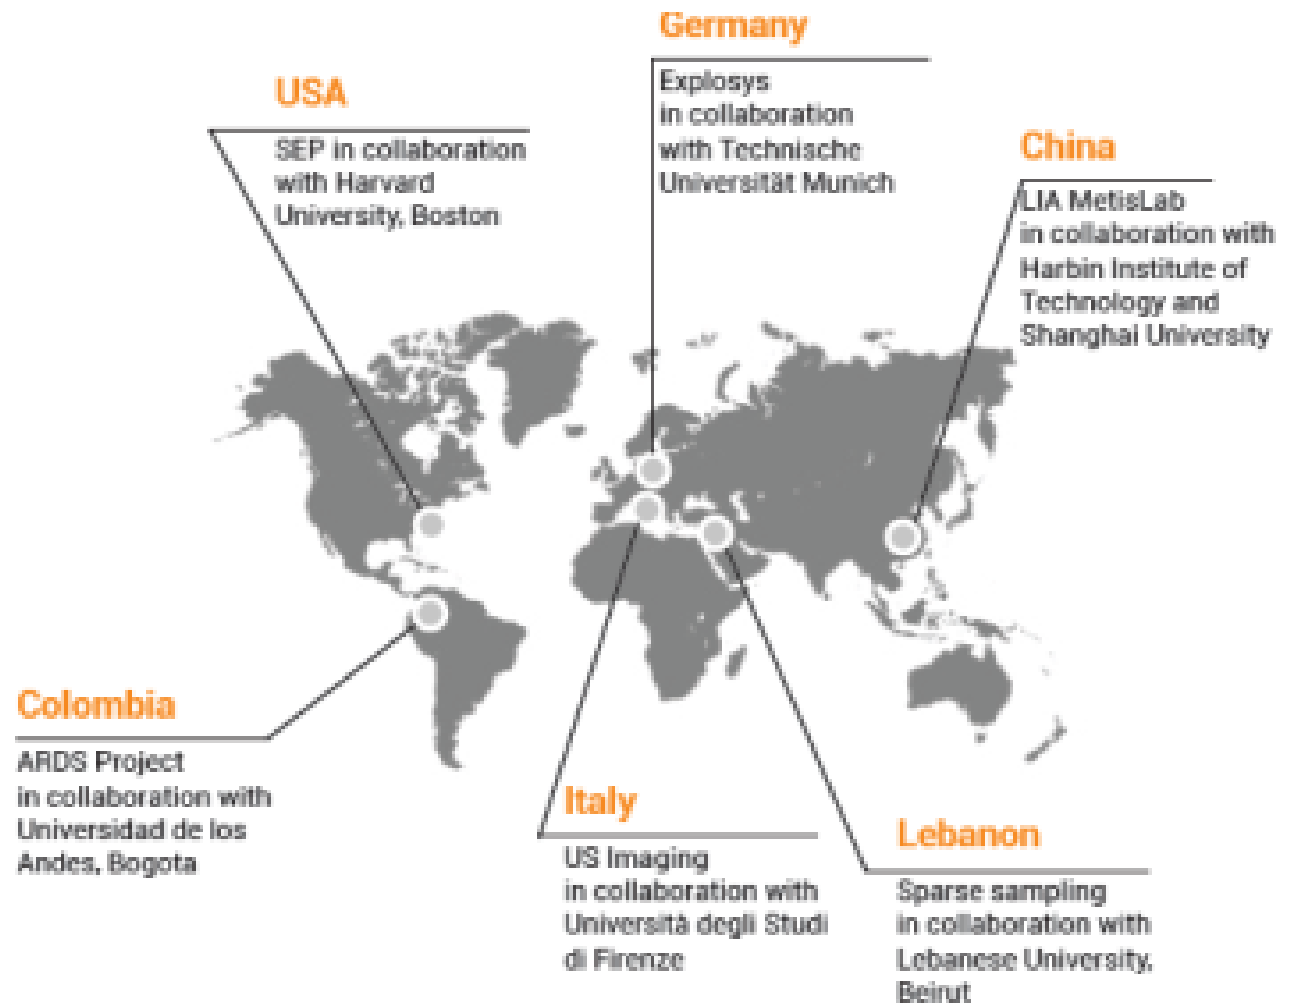 Germany
Explosys
in collaboration
with Technische
Universität Munich
USA
SEP in collaboration
with Harvard
University, Boston
China
LIA MetisLab
in collaboration with
Harbin Institute of
Technology and
Shanghai University
Colombia
ARDS Project
in collaboration with
Universidad de los
Andes, Bogota
Italy
US Imaging
in collaboration with
Università degli Studi
di Firenze
Lebanon
Sparse sampling
in collaboration with
Lebanese University,
Beirut